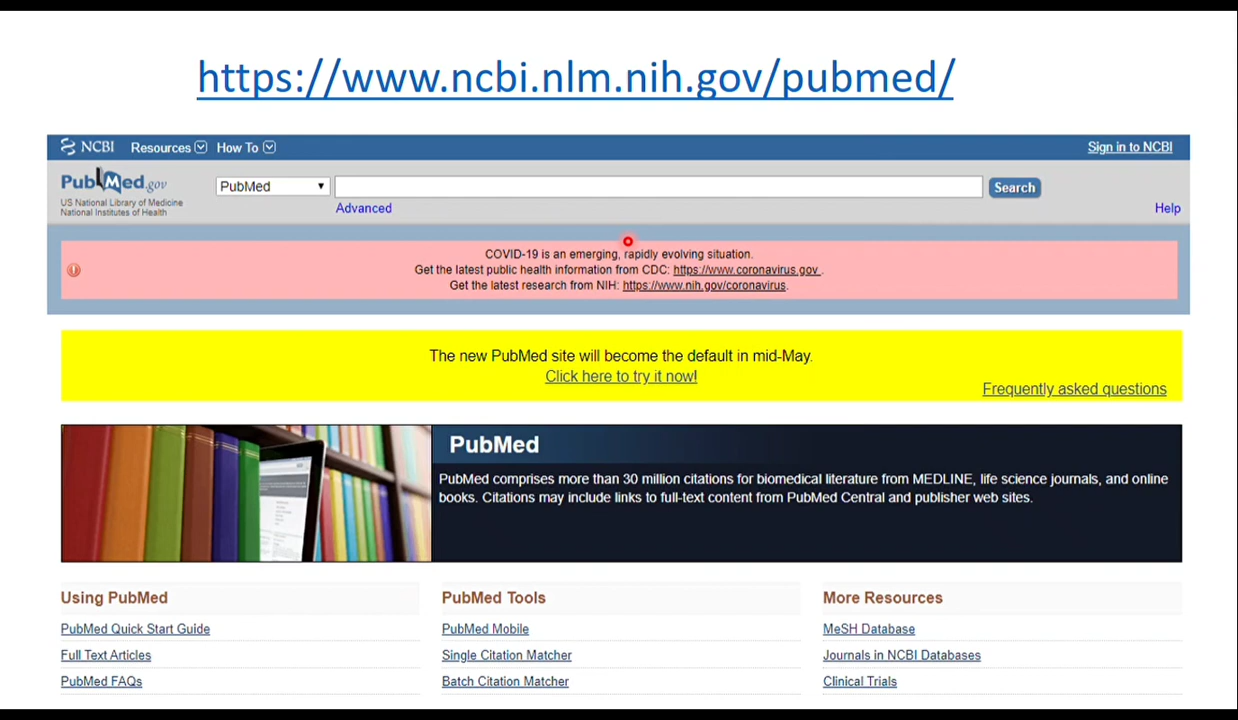 https://www.ncbi.nlm.nih.gov/pubmed/
NCBI Resources How To Sign in to NCBI
PubMed.gov
US National Library of Medicine
National Institutes of Health
PubMed
Search
Advanced
Help
COVID-19 is an emerging, rapidly evolving situation.
Get the latest public health information from CDC: https://www.coronavirus.gov .
Get the latest research from NIH: https://www.nih.gov/coronavirus.
The new PubMed site will become the default in mid-May.
Click here to try it now!
Frequently asked questions
PubMed
PubMed comprises more than 30 million citations for biomedical literature from MEDLINE, life science journals, and online
books. Citations may include links to full-text content from PubMed Central and publisher web sites.
Using PubMed
PubMed Quick Start Guide
Full Text Articles
PubMed FAQs
PubMed Tools
PubMed Mobile
Single Citation Matcher
Batch Citation Matcher
More Resources
MeSH Database
Journals in NCBI Databases
Clinical Trials